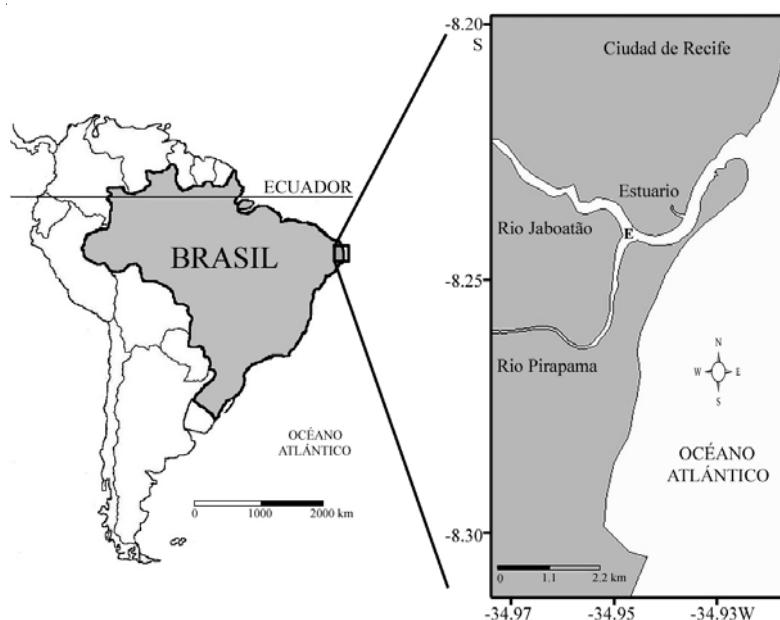 ECUADOR
BRASIL
OCÉANO
ATLÁNTICO
0 1000 2000 km
-8.20
S
Ciudad de Recife
Estuario
Rio Jaboatão
E
-8.25
Rio Pirapama
N
W E
S
OCÉANO
ATLÁNTICO
-8.30
0 1.1 2.2 km
-34.97 -34.95 -34.93W